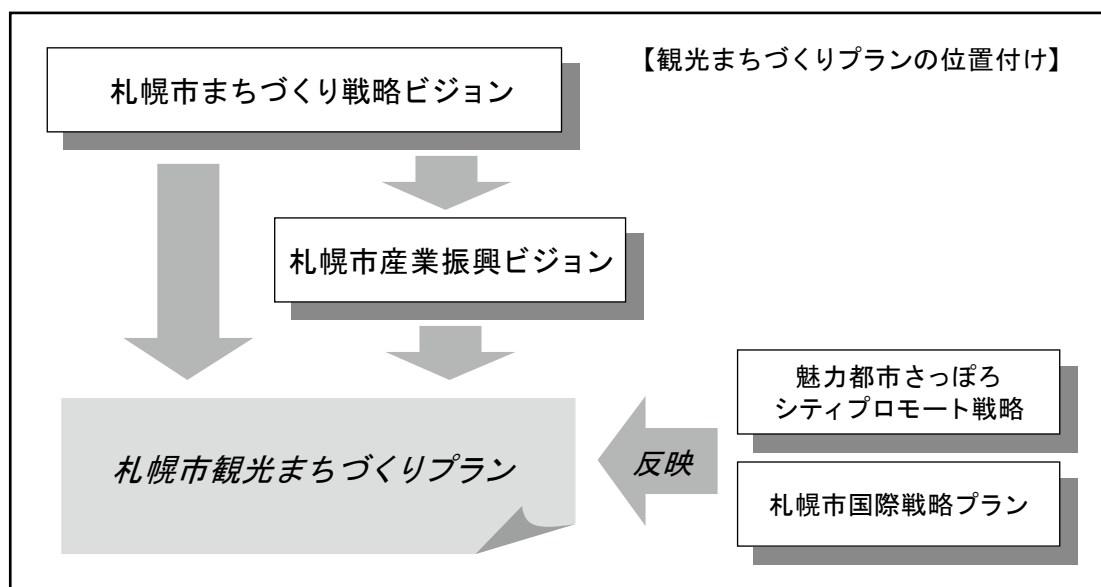 【観光まちづくりプランの位置付け】
札幌市まちづくり戦略ビジョン
札幌市産業振興ビジョン
魅力都市さっぽろ
シティプロモート戦略
札幌市観光まちづくりプラン
反映
札幌市国際戦略プラン